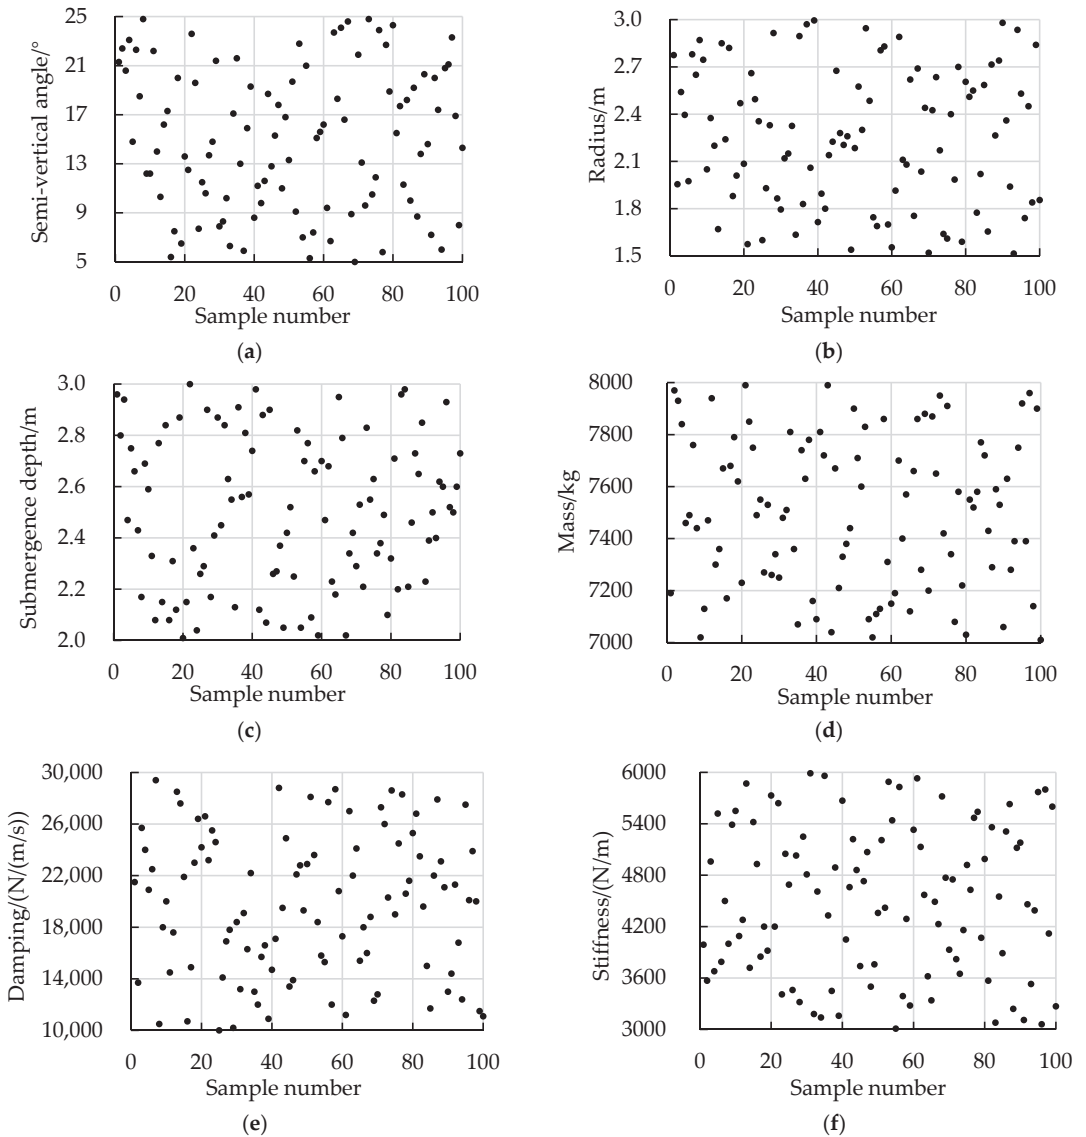 25
21
17
13
9
5
Semi-vertical angle/°
0 20 40 60 80 100
Sample number
(a)
3.0
2.7
2.4
2.1
1.8
1.5
Radius/m
0 20 40 60 80 100
Sample number
(b)
3.0
2.8
2.6
2.4
2.2
2.0
Submergence depth/m
0 20 40 60 80 100
Sample number
(c)
8000
7800
7600
7400
7200
7000
Mass/kg
0 20 40 60 80 100
Sample number
(d)
30,000
26,000
22,000
18,000
14,000
10,000
Damping/(N/(m/s))
0 20 40 60 80 100
Sample number
(e)
6000
5400
4800
4200
3600
3000
Stiffness/(N/m)
0 20 40 60 80 100
Sample number
(f)